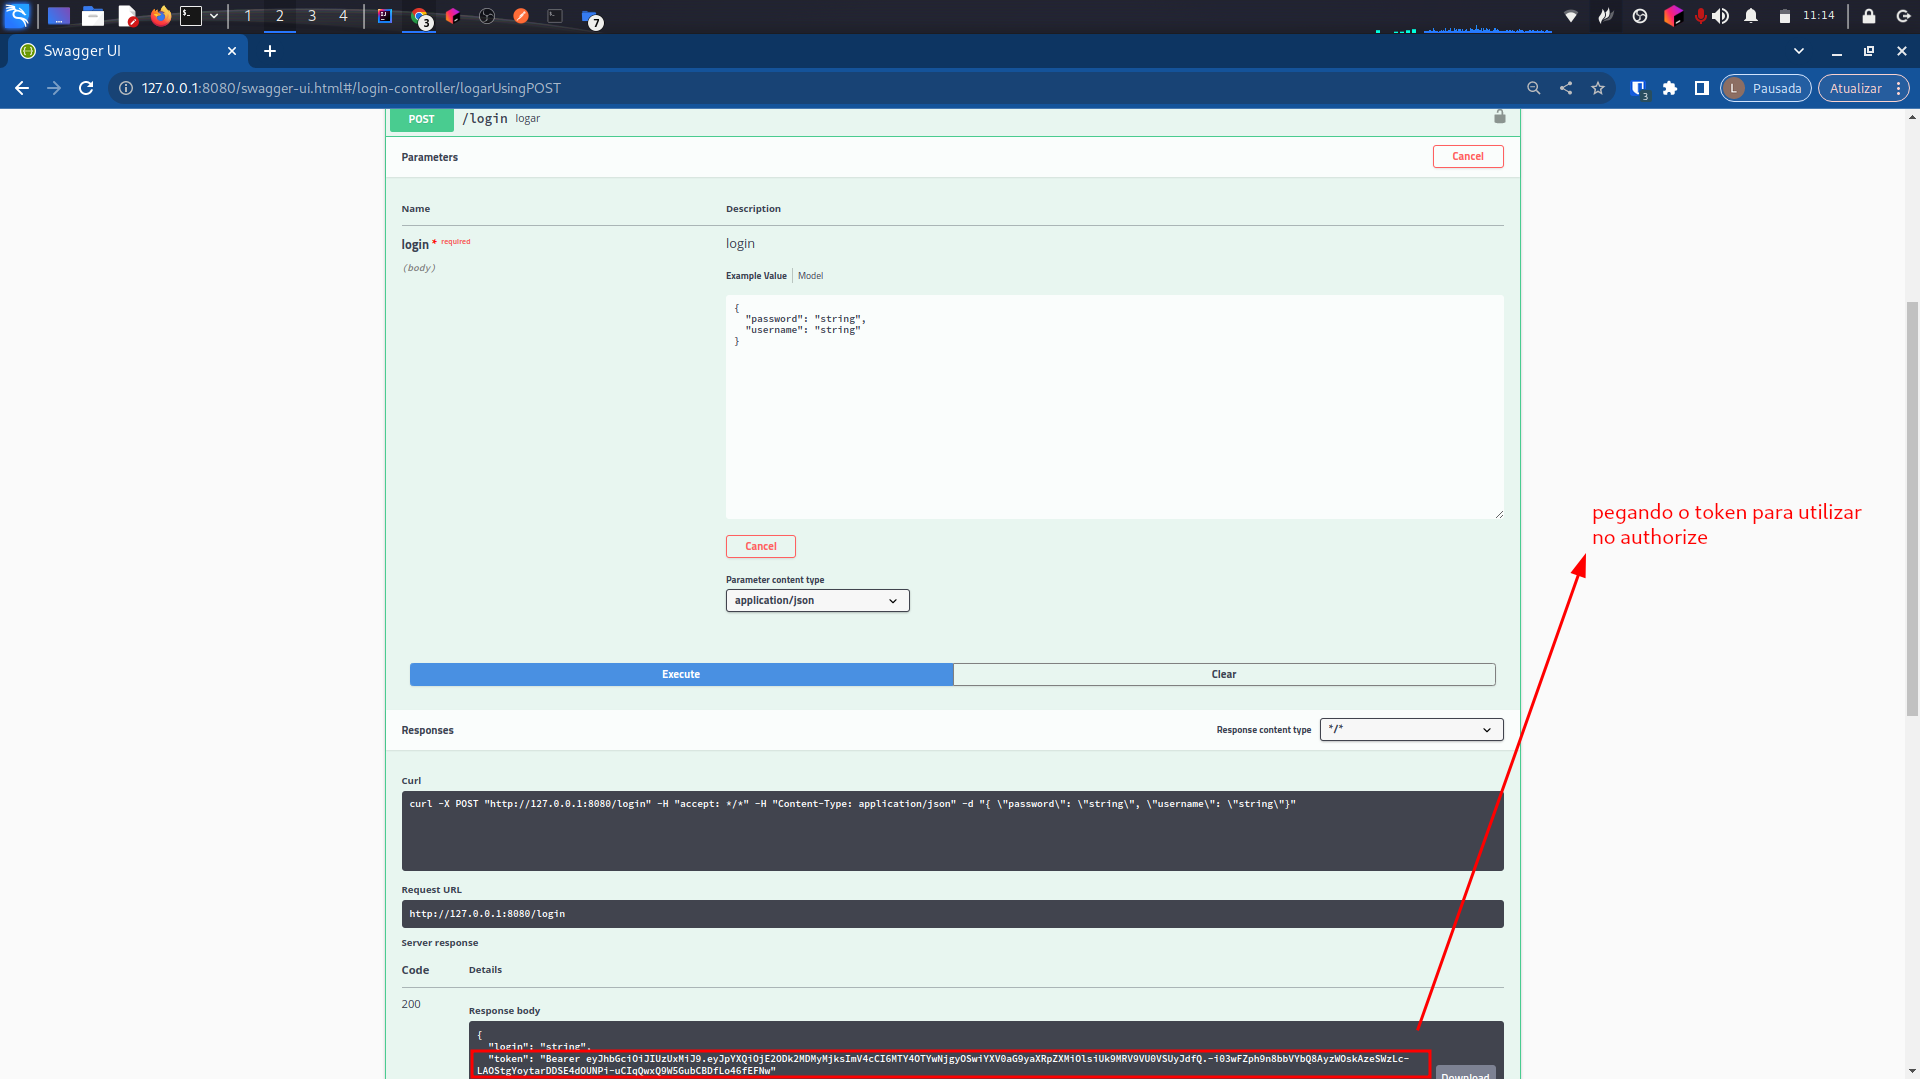 1
2
3
4
3
7
11:14
Swagger UI
127.0.0.1:8080/swagger-ui.html#/login-controller/logarUsingPOST
3
L
Pausada
Atualizar
POST /login logar
Parameters
Cancel
Name
Description
login * required
(body)
login
Example Value
Model
{
"password": "string",
"username": "string"
}
Cancel
Parameter content type
application/json
Execute
Clear
Responses
Response content type
*/*
Curl
curl -X POST "http://127.0.0.1:8080/login" -H "accept: */*" -H "Content-Type: application/json" -d "{ \"password\": \"string\", \"username\": \"string\"}"
Request URL
http://127.0.0.1:8080/login
Server response
Code
Details
200
Response body
{
"login": "string",
"token": "Bearer
Download
pegando o token para utilizar
no authorize